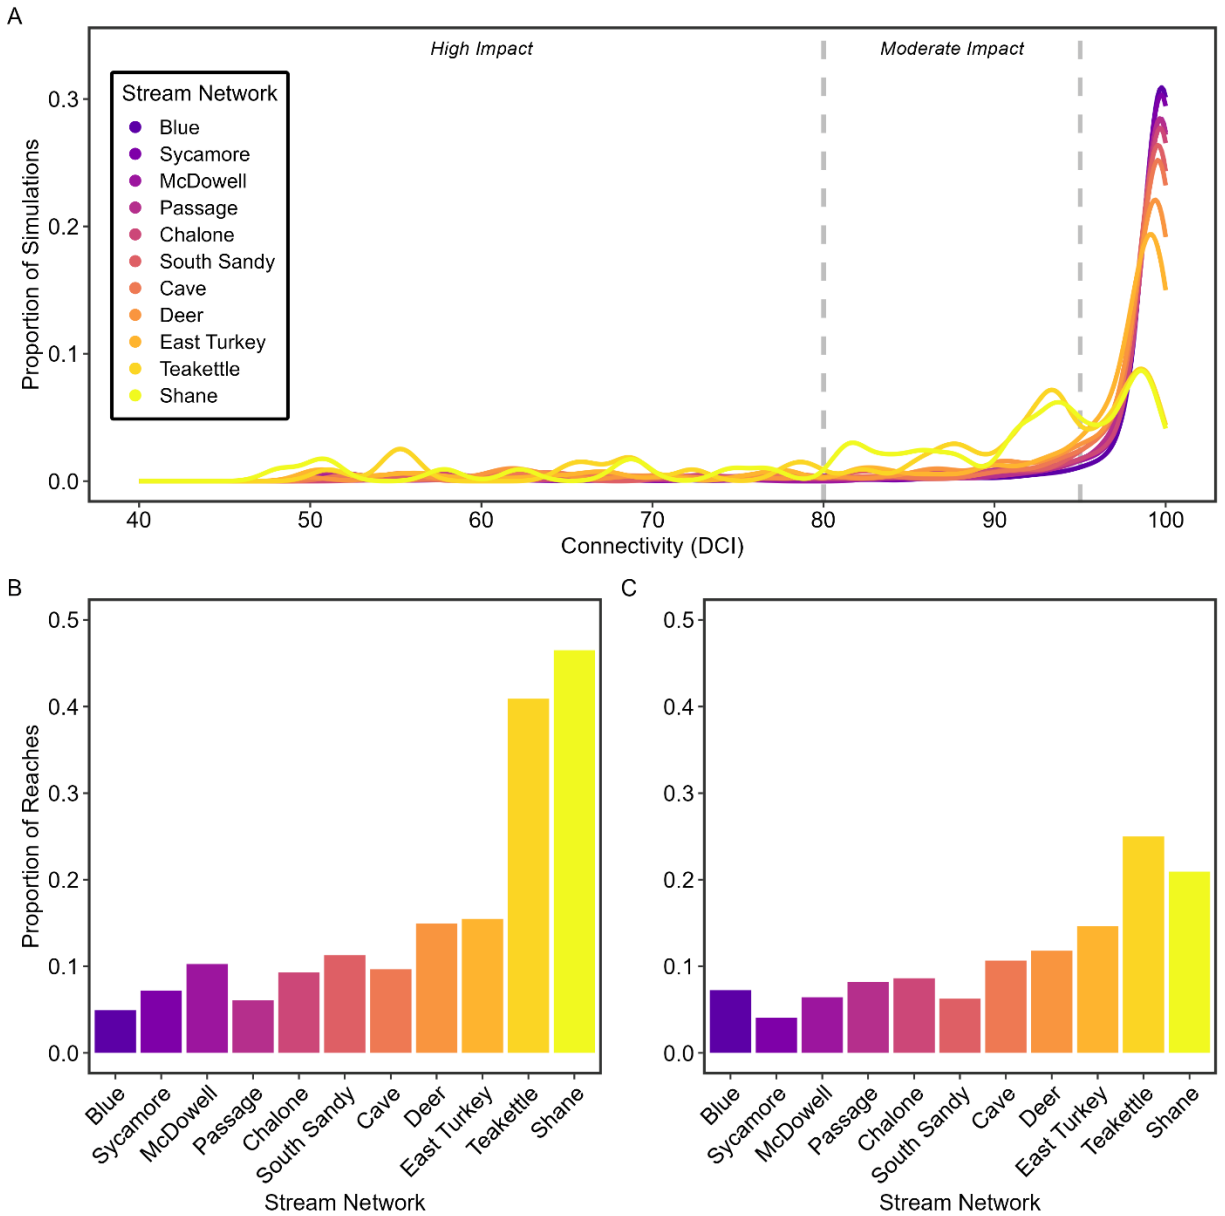 A
High Impact
Moderate Impact
Stream Network
Blue
Sycamore
McDowell
Passage
Chalone
South Sandy
Cave
Deer
East Turkey
Teakettle
Shane
Proportion of Simulations
0.3
0.2
0.1
0.0
40 50 60 70 80 90 100
Connectivity (DCI)
B
Proportion of Reaches
0.5
0.4
0.3
0.2
0.1
0.0
Blue
Sycamore
McDowell
Passage
Chalone
South Sandy
Cave
Deer
East Turkey
Teakettle
Shane
Stream Network
C
0.5
0.4
0.3
0.2
0.1
0.0
Blue
Sycamore
McDowell
Passage
Chalone
South Sandy
Cave
Deer
East Turkey
Teakettle
Shane
Stream Network